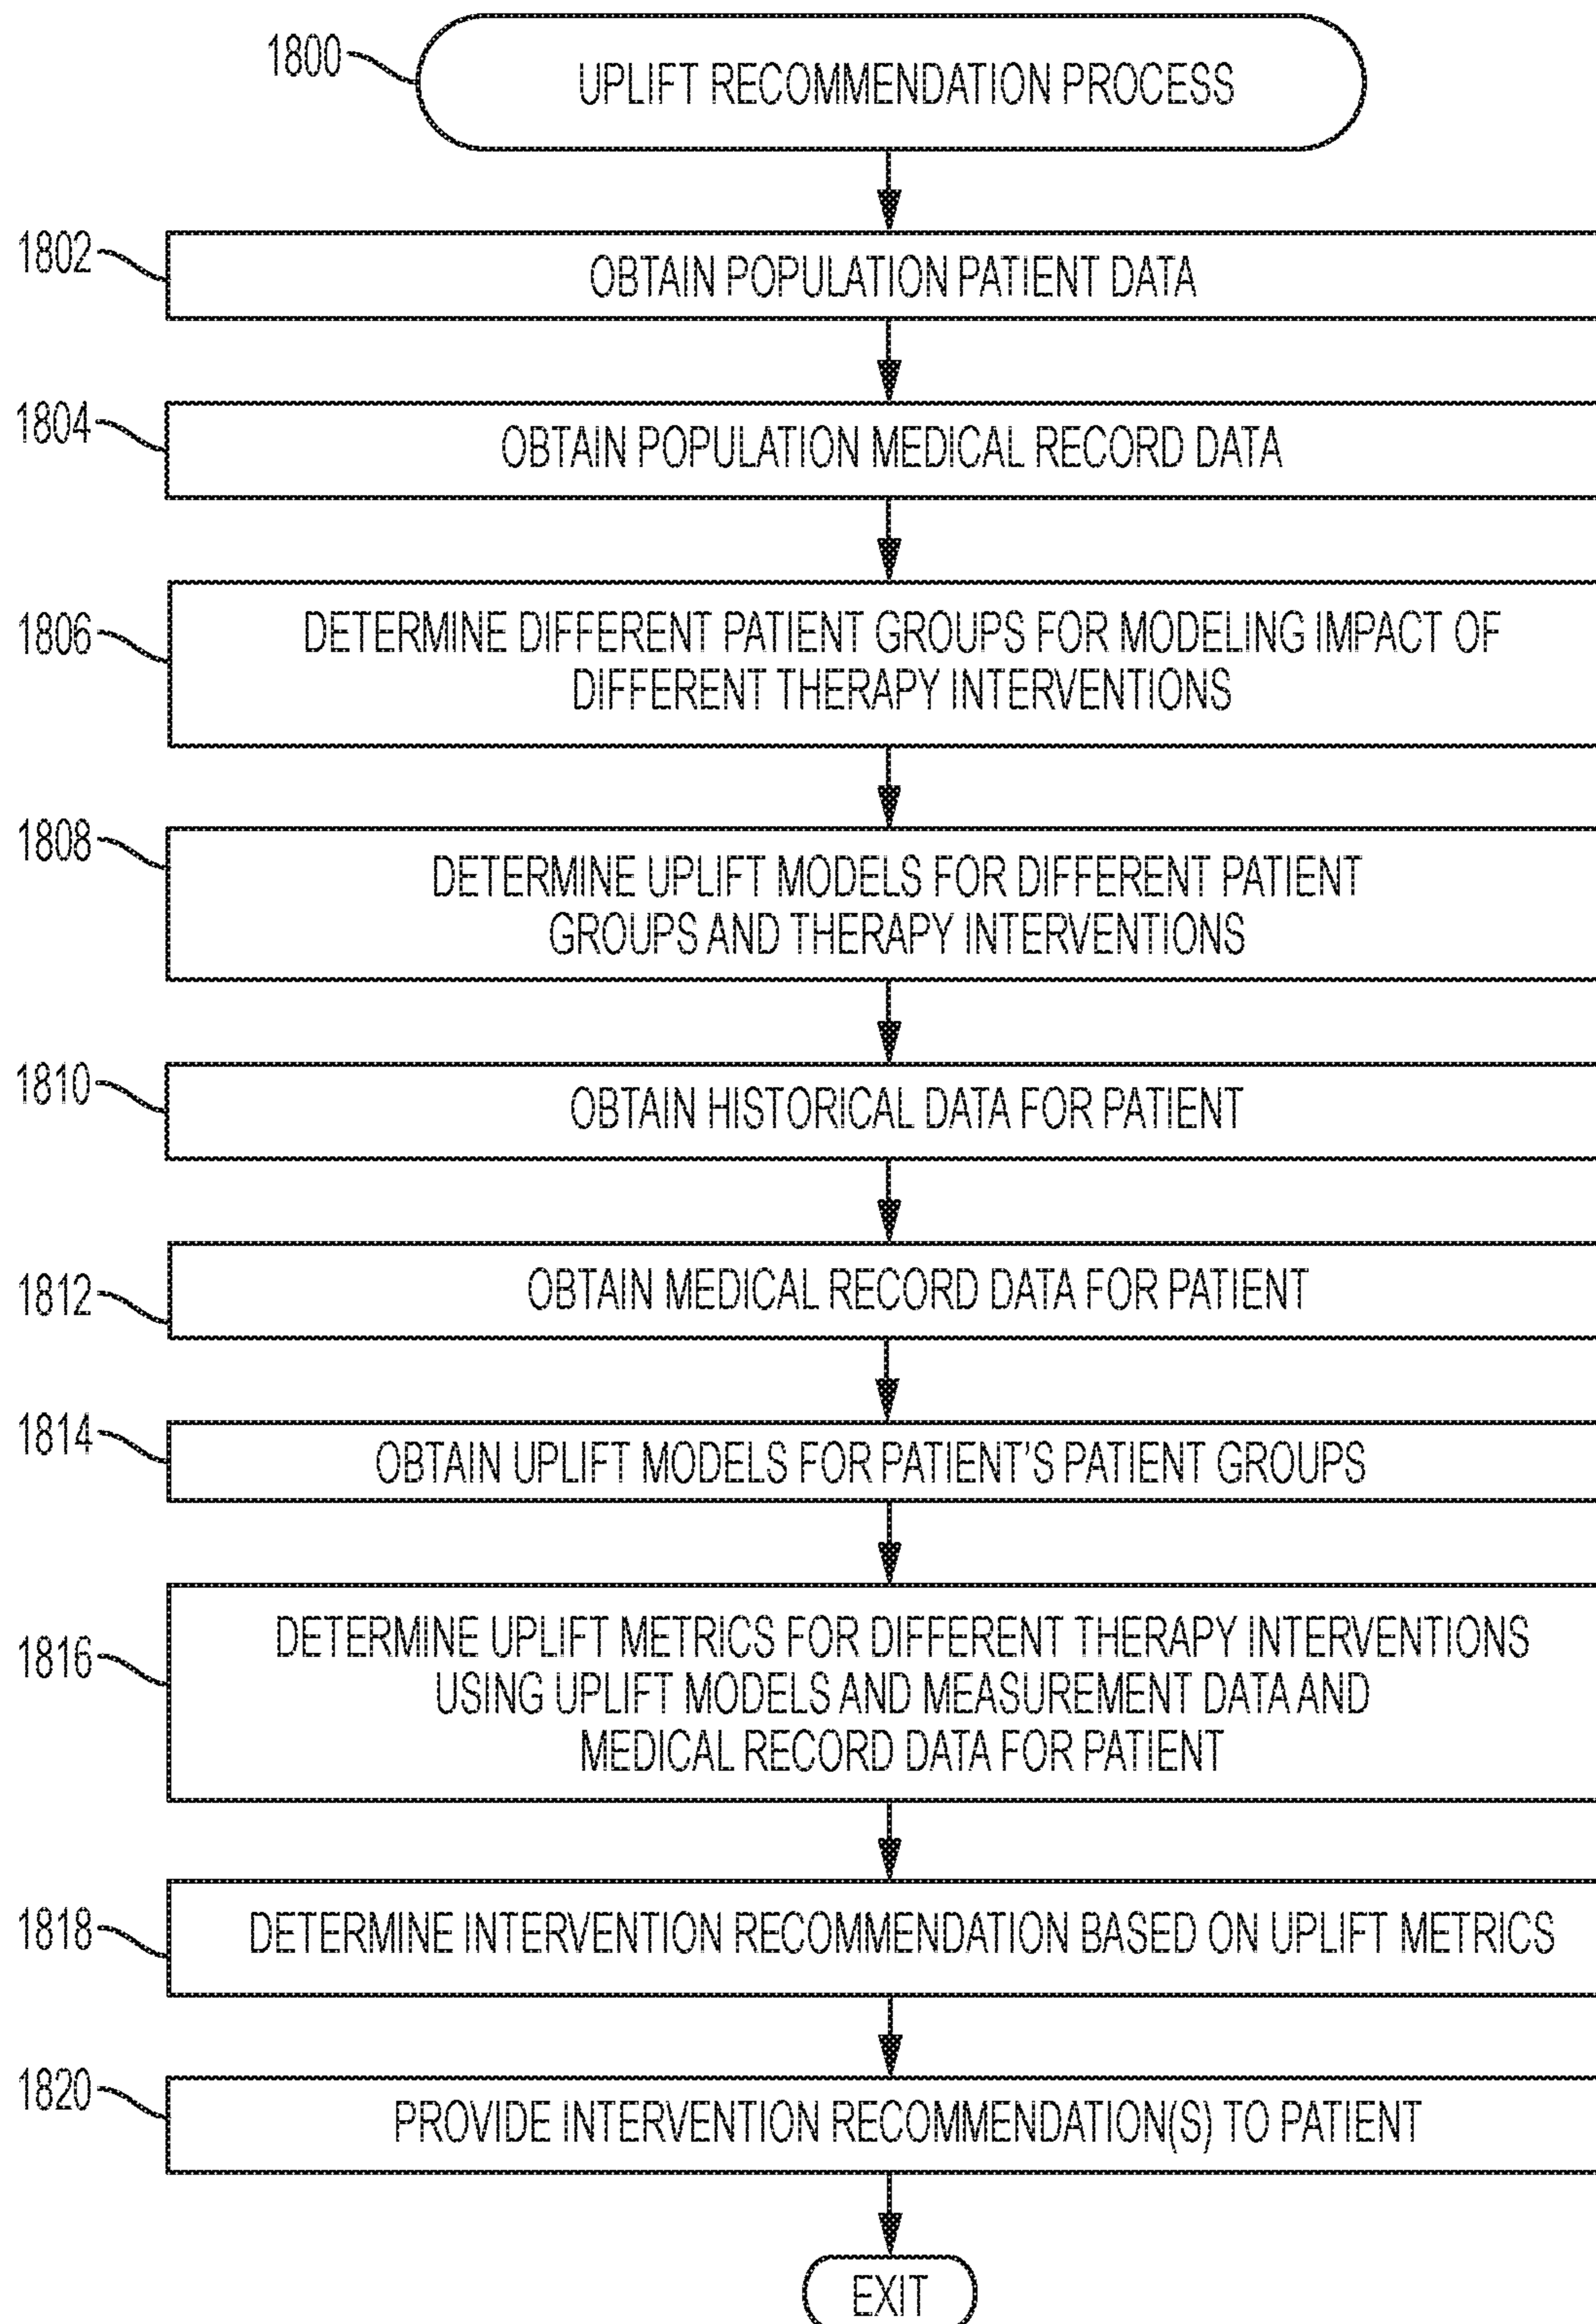 1800
UPLIFT RECOMMENDATION PROCESS
1802
OBTAIN POPULATION PATIENT DATA
1804
OBTAIN POPULATION MEDICAL RECORD DATA
1806
DETERMINE DIFFERENT PATIENT GROUPS FOR MODELING IMPACT OF
DIFFERENT THERAPY INTERVENTIONS
1808
DETERMINE UPLIFT MODELS FOR DIFFERENT PATIENT
GROUPS AND THERAPY INTERVENTIONS
1810
OBTAIN HISTORICAL DATA FOR PATIENT
1812
OBTAIN MEDICAL RECORD DATA FOR PATIENT
1814
OBTAIN UPLIFT MODELS FOR PATIENT'S PATIENT GROUPS
1816
DETERMINE UPLIFT METRICS FOR DIFFERENT THERAPY INTERVENTIONS
USING UPLIFT MODELS AND MEASUREMENT DATA AND
MEDICAL RECORD DATA FOR PATIENT
1818
DETERMINE INTERVENTION RECOMMENDATION BASED ON UPLIFT METRICS
1820
PROVIDE INTERVENTION RECOMMENDATION(S) TO PATIENT
EXIT